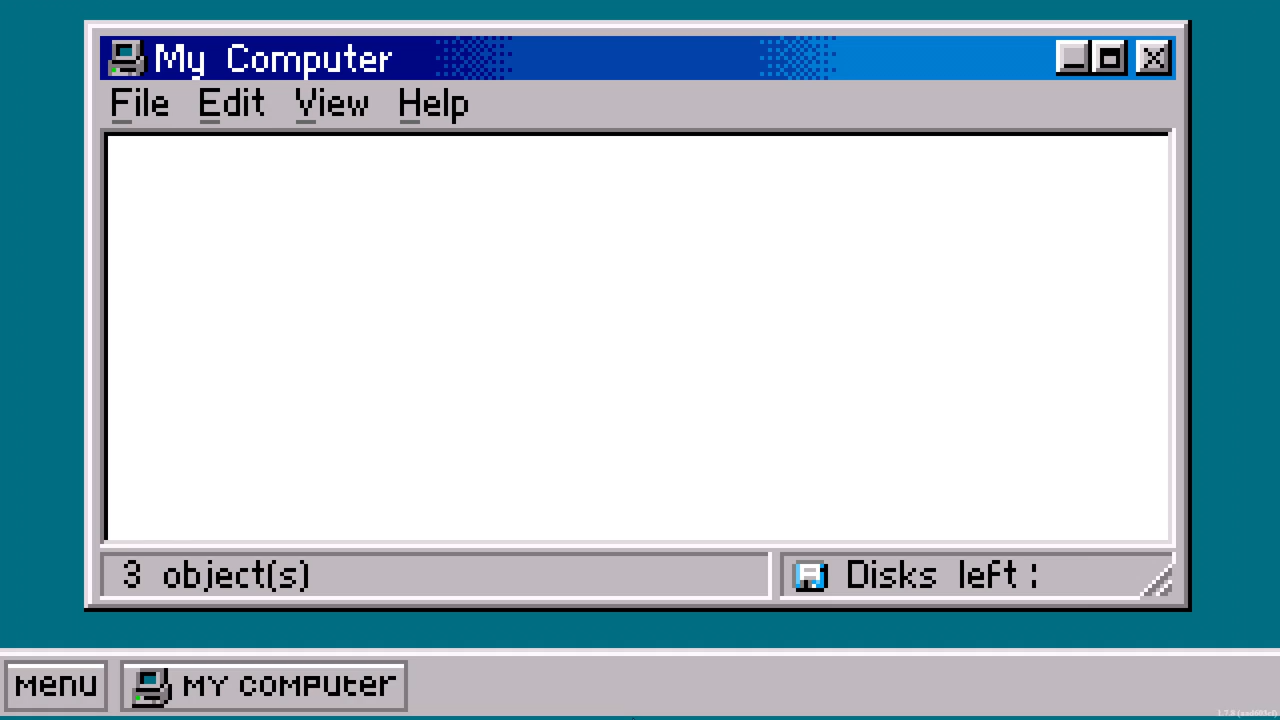 My Computer
File Edit View Help
3 object(s)
Disks left:
Menu
MY COMPUTER